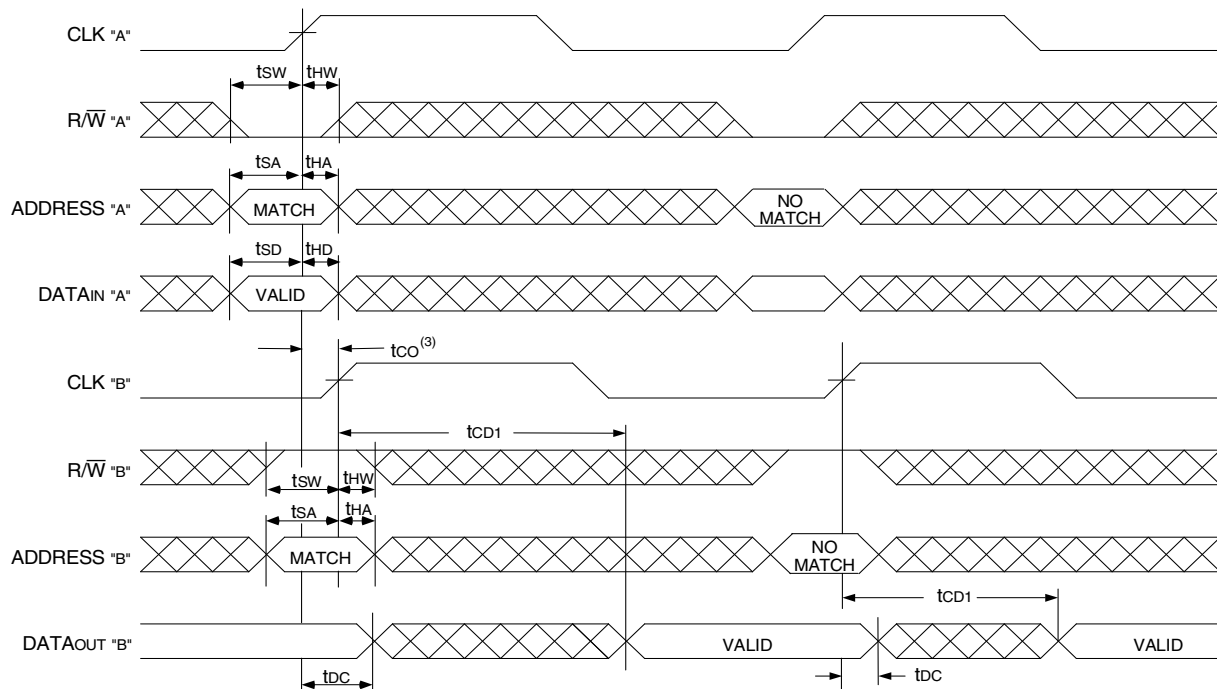 CLK "A"
tSW tHW
R/W̅ "A"
tSA tHA
ADDRESS "A" MATCH NO MATCH
tSD tHD
DATAIN "A" VALID
tCO(3)
CLK "B"
tCD1
R/W̅ "B"
tSW tHW
tSA tHA
ADDRESS "B" MATCH NO MATCH
tCD1
DATAOUT "B" VALID VALID
tDC tDC